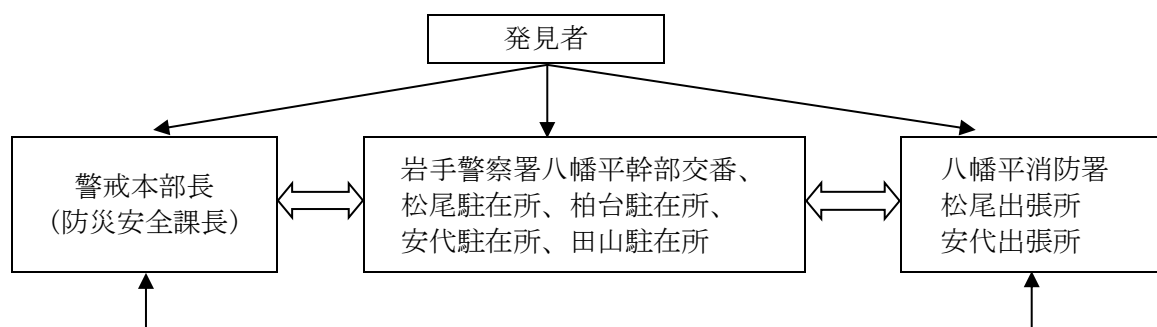 発見者
警戒本部長
（防災安全課長）
岩手警察署八幡平幹部交番、
松尾駐在所、柏台駐在所、
安代駐在所、田山駐在所
八幡平消防署
松尾出張所
安代出張所